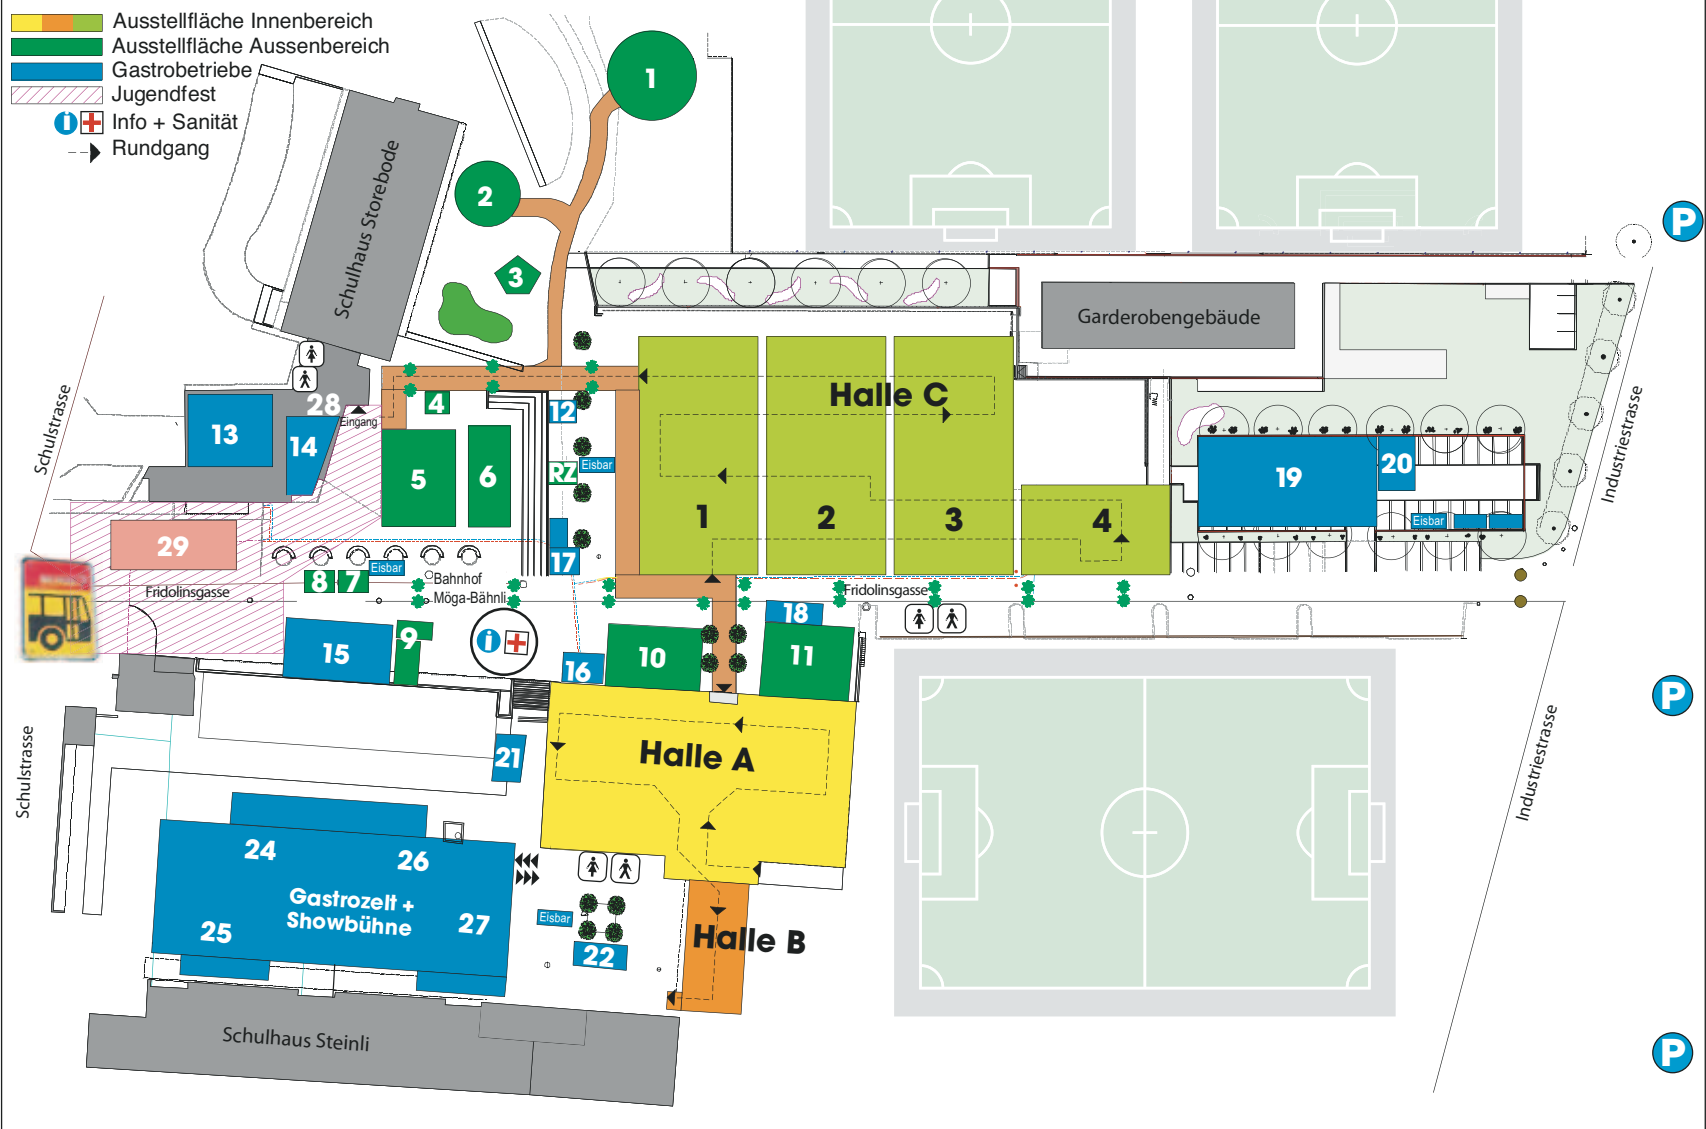 Ausstellfläche Innenbereich
Ausstellfläche Aussenbereich
Gastrobetriebe
Jugendfest
i Info + Sanität
Rundgang
1
2
3
Schulhaus Storebode
P
Garderobengebäude
Schulstrasse
Industriestrasse
28
Eingang
4
12
Halle C
13
14
5
6
RZ
Eisbar
19
20
Eisbar
1
2
3
4
17
29
Eisbar
8
7
Bahnhof
Möga-Bähnli
Fridolinsgasse
Fridolinsgasse
18
9
i
15
16
10
11
P
Halle A
21
Schulstrasse
Industriestrasse
24
26
Gastrozelt +
Showbühne
25
27
Eisbar
22
Halle B
Schulhaus Steinli
P